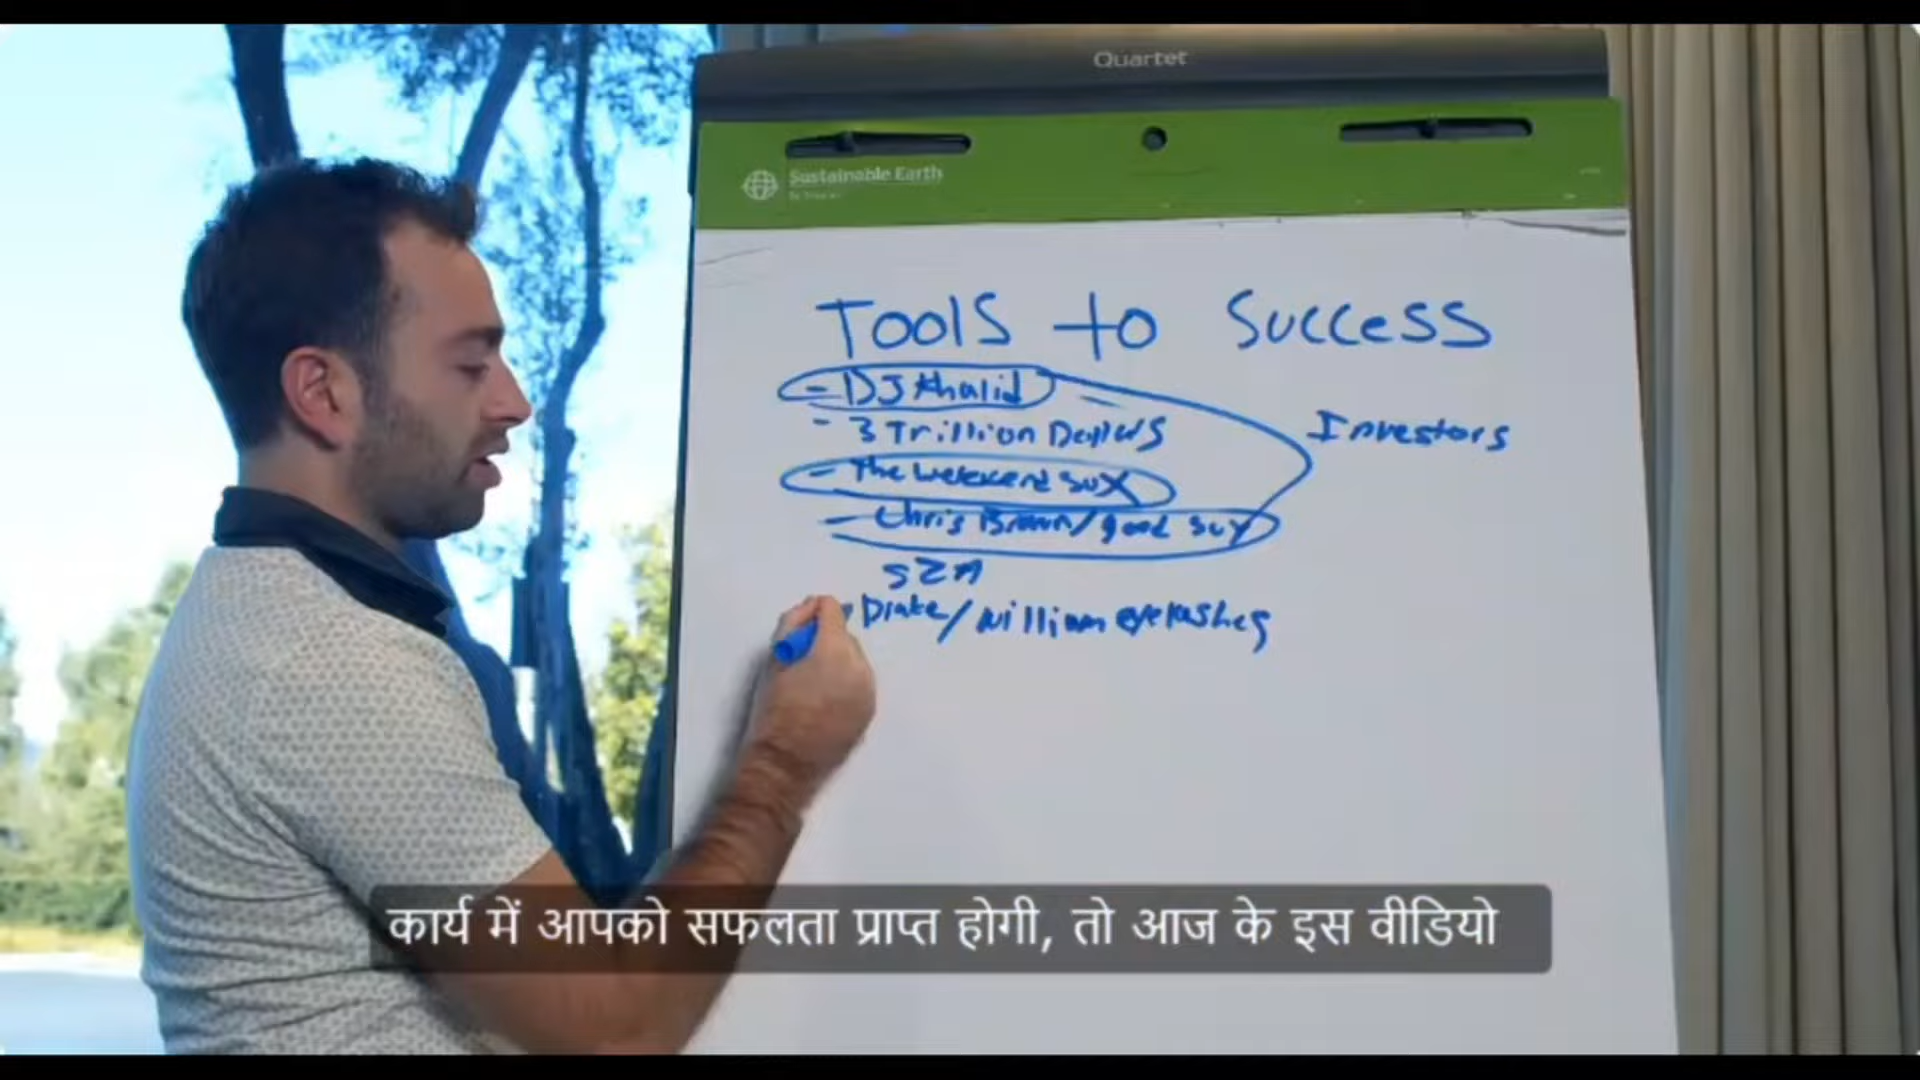 Quartet
Sustainable Earth
Tools to Success
- DJ Khalid
Investors
- 3 Trillion Dollars
- The Weekend sux
- Chris Brown/good guy
SZA
- Drake/william eyelashes
कार्य में आपको सफलता प्राप्त होगी, तो आज के इस वीडियो